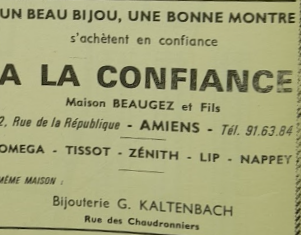 UN BEAU BIJOU, UNE BONNE MONTRE
s'achètent en confiance
A LA CONFIANCE
Maison BEAUGEZ et Fils
2, Rue de la République - AMIENS - Tél. 91.63.84
OMEGA - TISSOT - ZÉNITH - LIP - NAPPEY
MÊME MAISON :
Bijouterie G. KALTENBACH
Rue des Chaudronniers